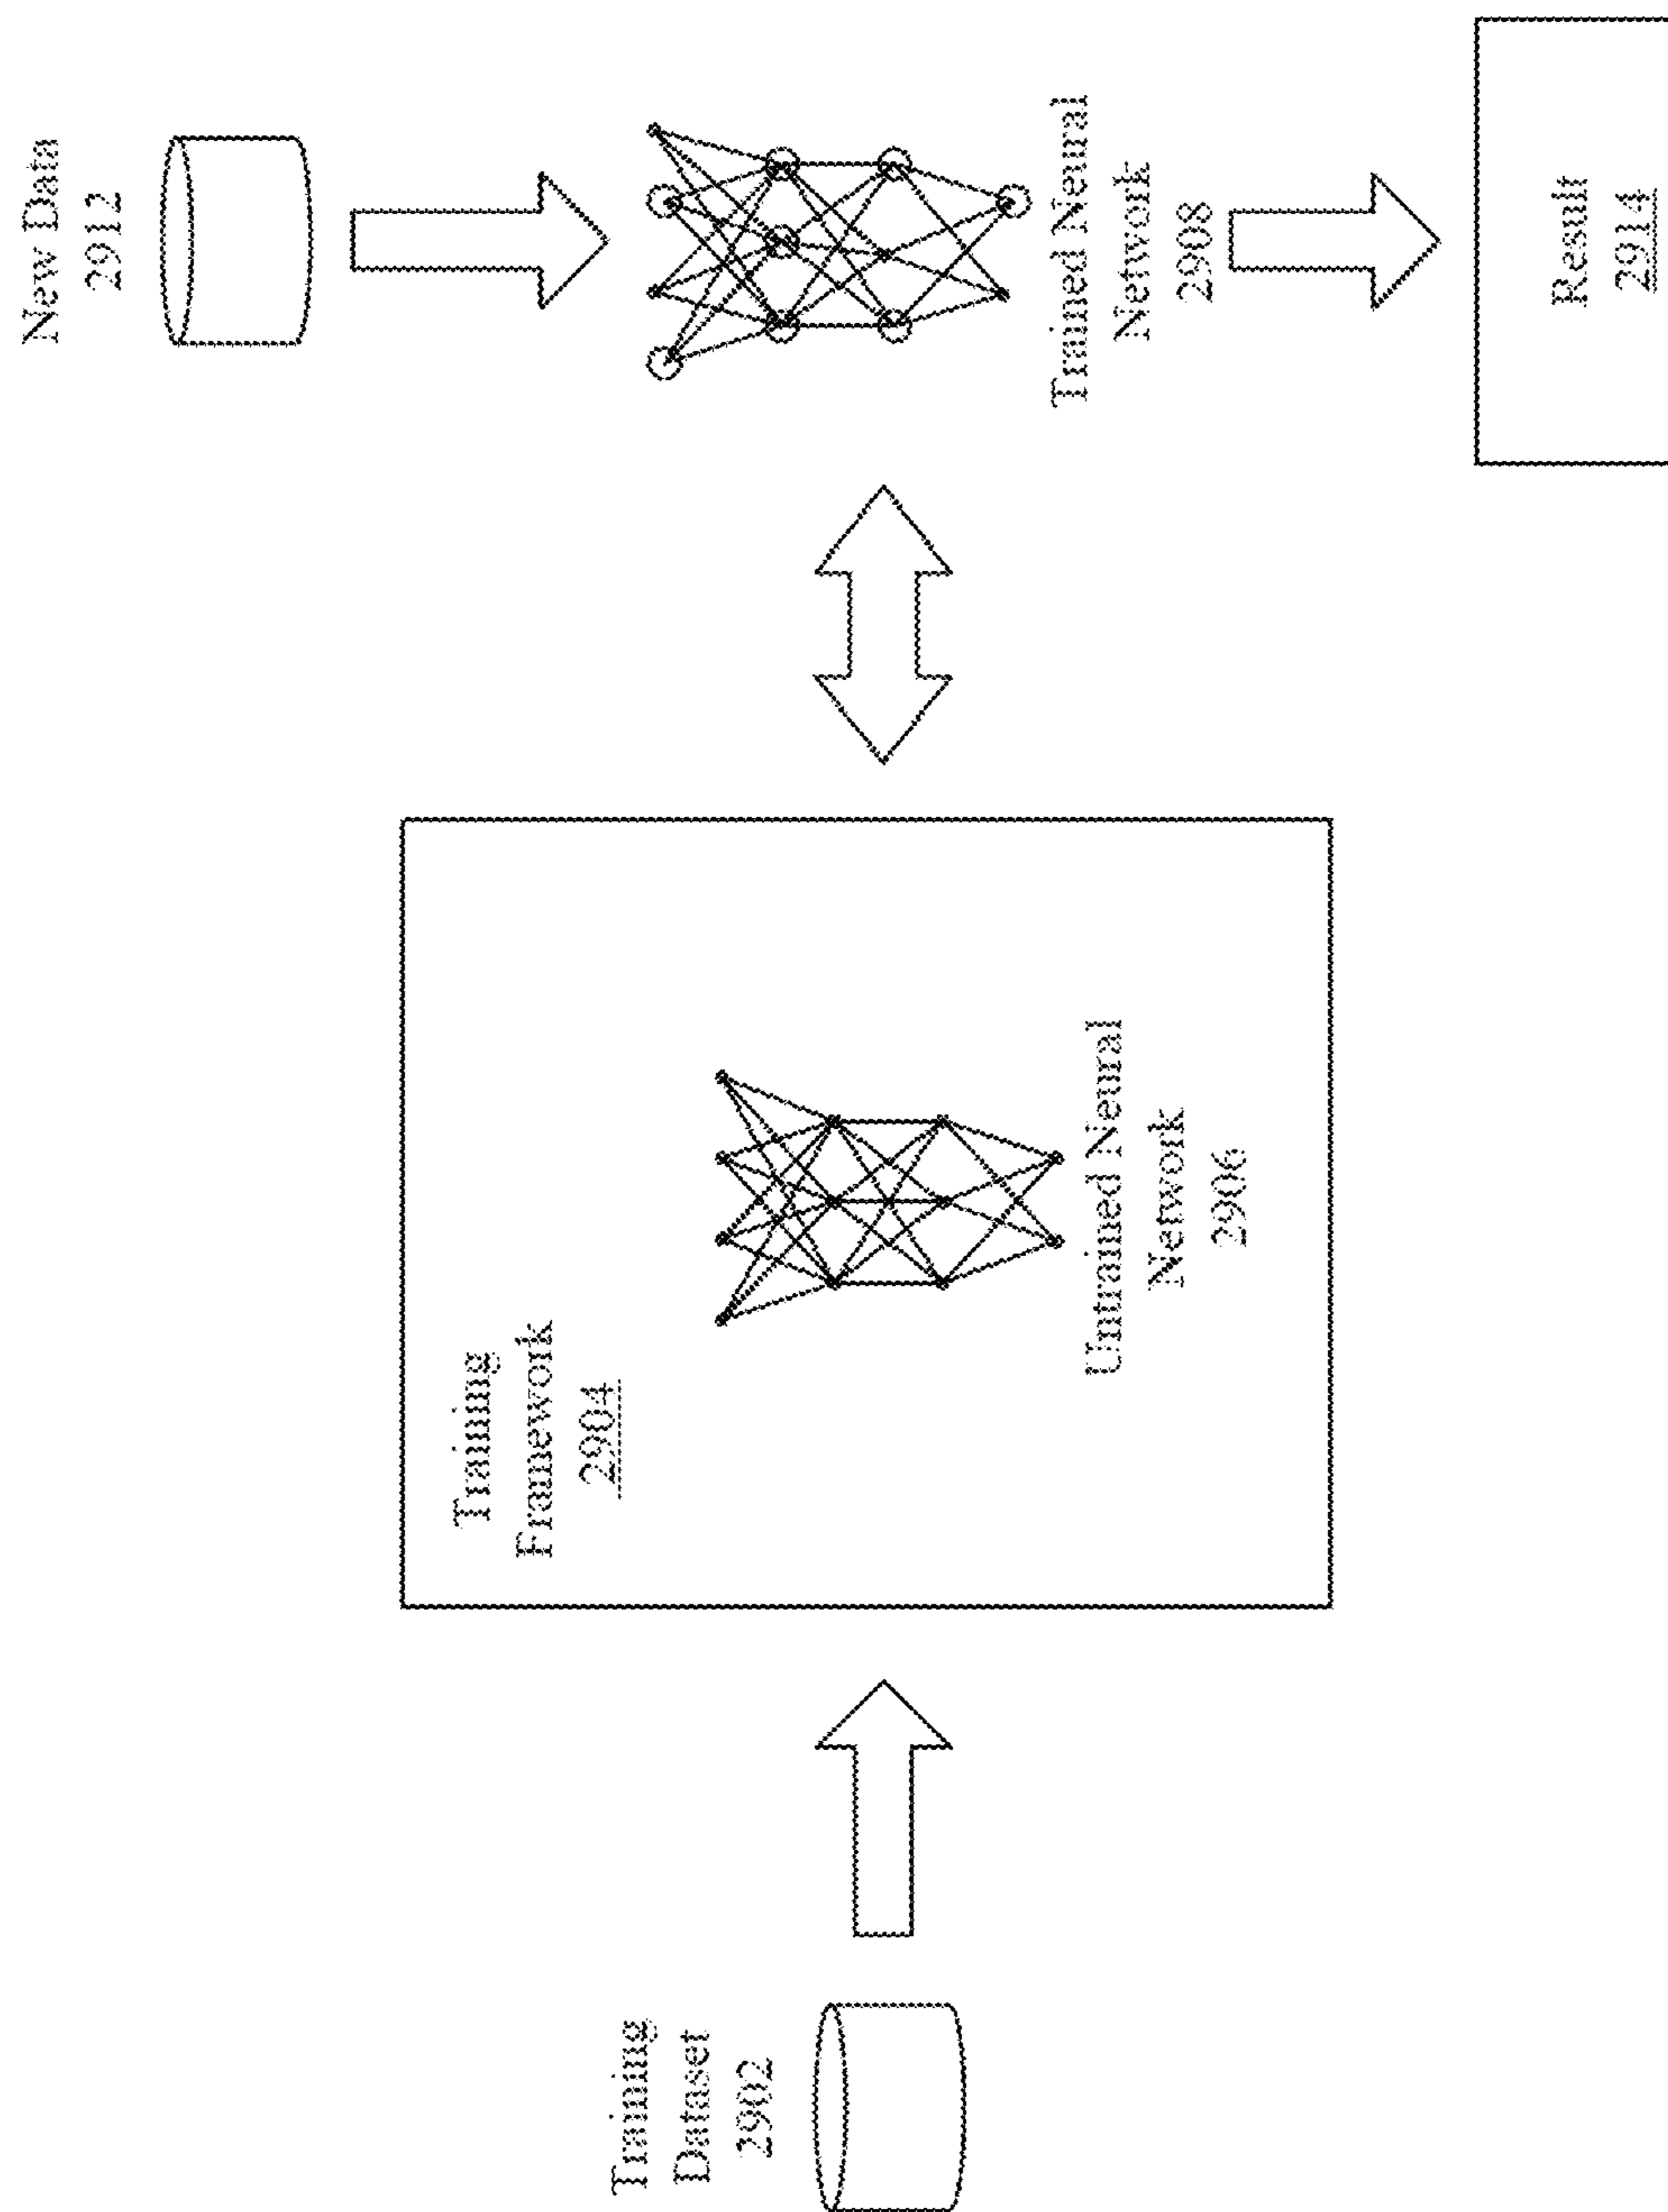 Training
Dataset
2902
Training
Framework
2904
Untrained Neural
Network
2906
New Data
2912
Trained Neural
Network
2908
Result
2914